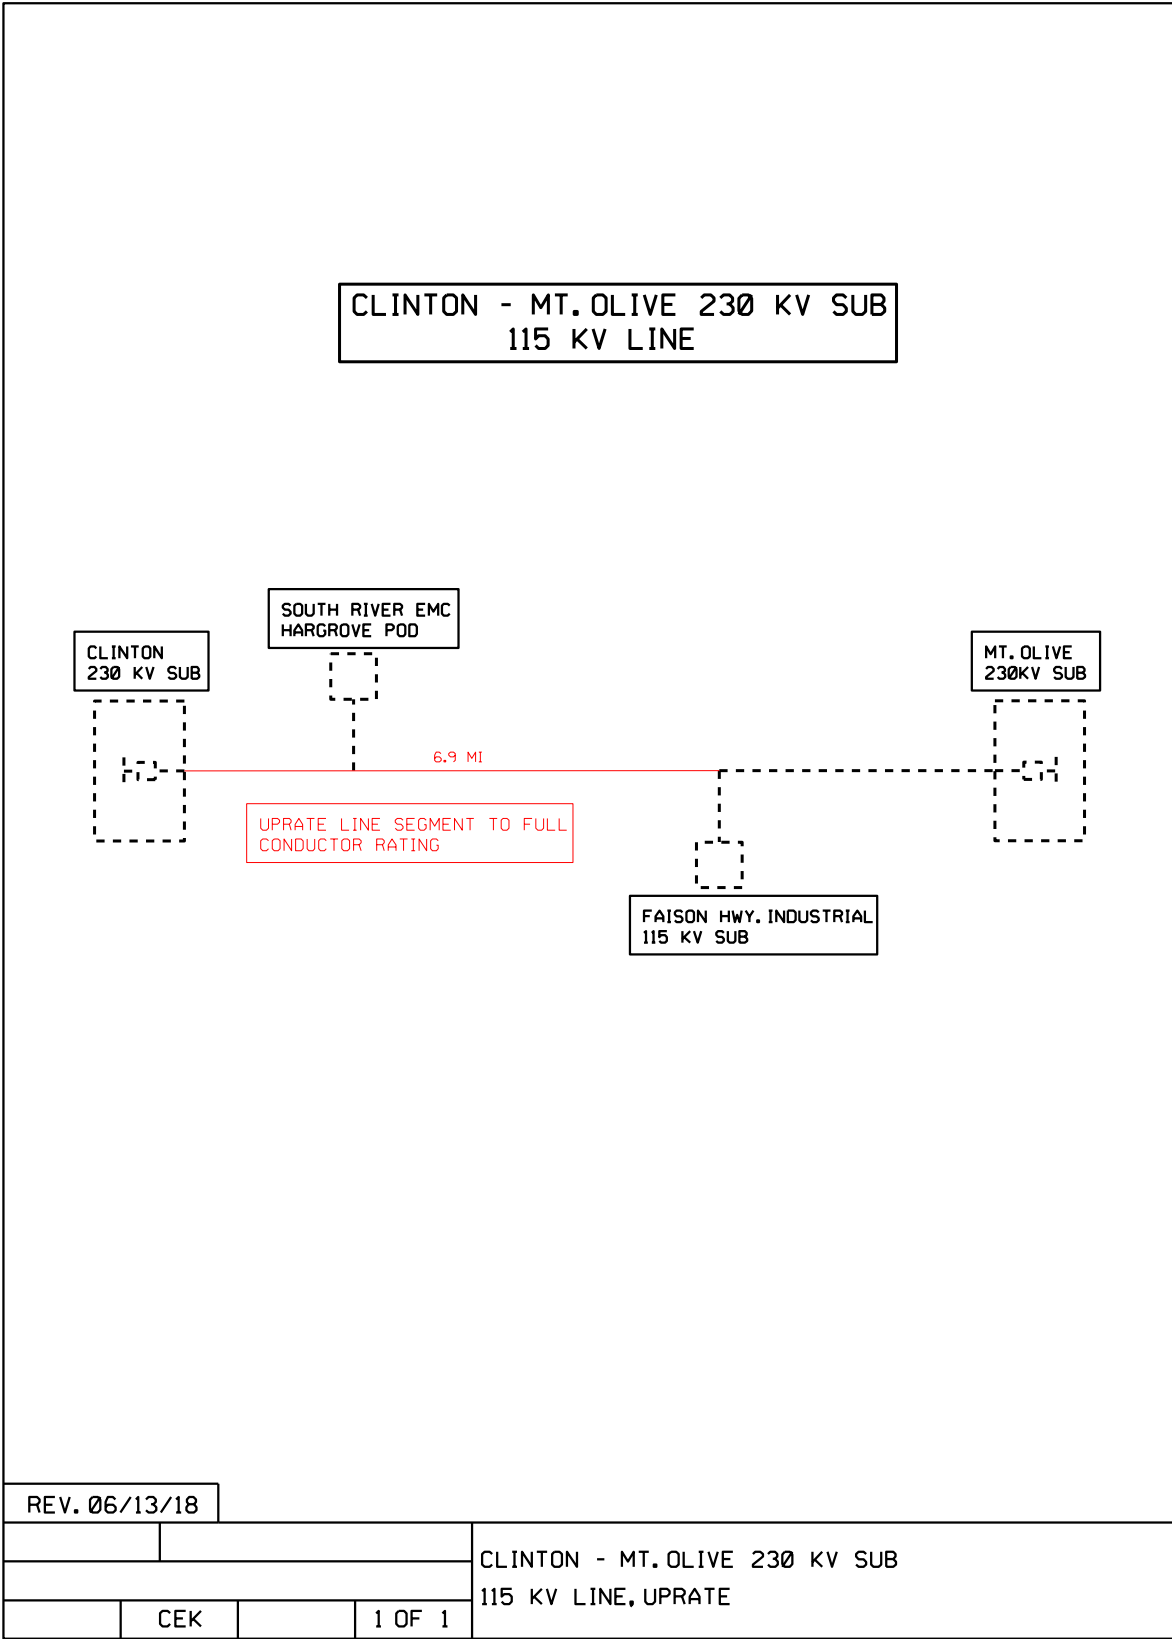 CLINTON - MT. OLIVE 230 KV SUB
115 KV LINE
SOUTH RIVER EMC
HARGROVE POD
CLINTON
230 KV SUB
MT. OLIVE
230KV SUB
6.9 MI
UPRATE LINE SEGMENT TO FULL
CONDUCTOR RATING
FAISON HWY. INDUSTRIAL
115 KV SUB
REV. 06/13/18
CLINTON - MT. OLIVE 230 KV SUB
115 KV LINE, UPRATE
CEK
1 OF 1